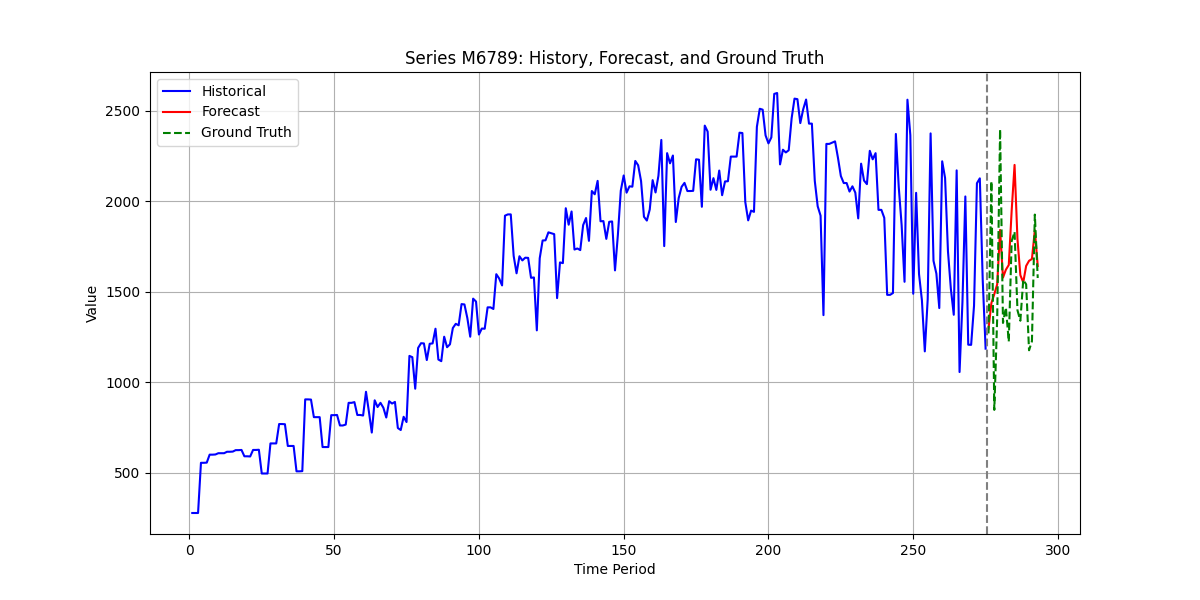 Series M6789: History, Forecast, and Ground Truth
Historical
Forecast
Ground Truth
Value
2500
2000
1500
1000
500
0 50 100 150 200 250 300
Time Period